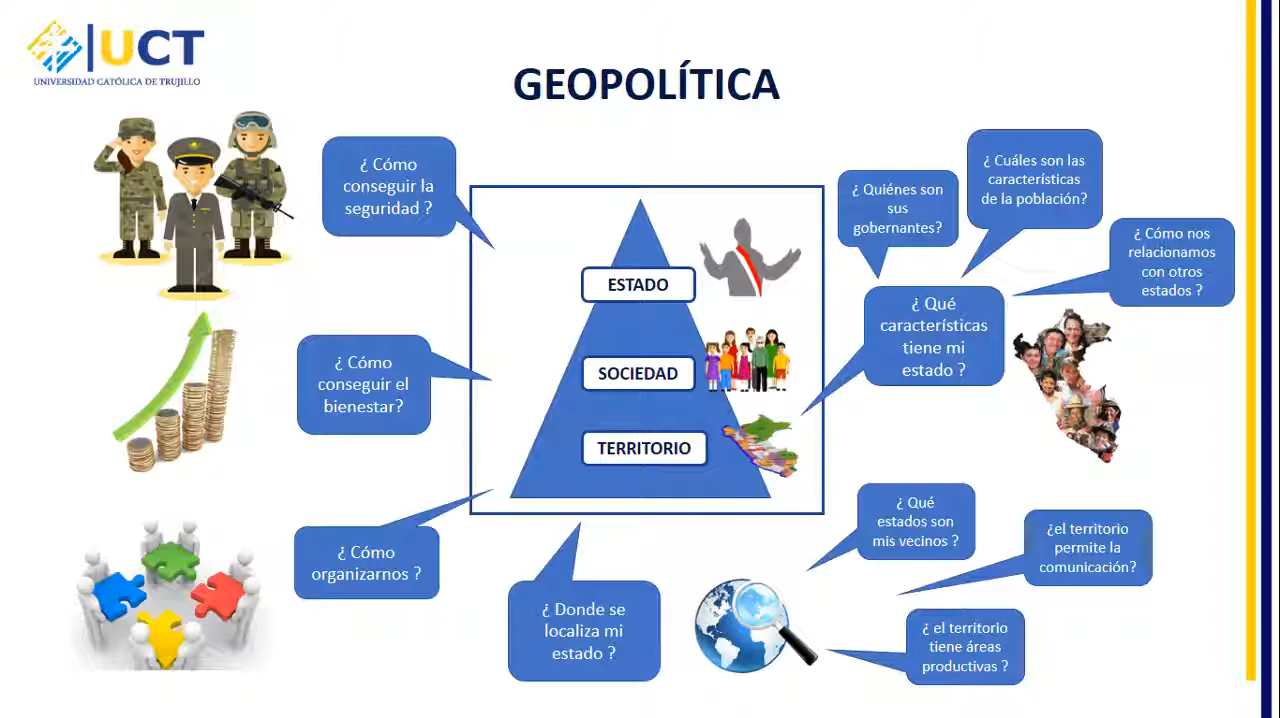 UCT
UNIVERSIDAD CATÓLICA DE TRUJILLO
GEOPOLÍTICA
¿ Cómo
conseguir la
seguridad ?
¿ Cómo
conseguir el
bienestar?
¿ Cómo
organizarnos ?
ESTADO
SOCIEDAD
TERRITORIO
¿ Donde se
localiza mi
estado ?
¿ Quiénes son
sus
gobernantes?
¿ Cuáles son las
características
de la población?
¿ Cómo nos
relacionamos
con otros
estados ?
¿ Qué
características
tiene mi
estado ?
¿ Qué
estados son
mis vecinos ?
¿el territorio
permite la
comunicación?
¿ el territorio
tiene áreas
productivas ?